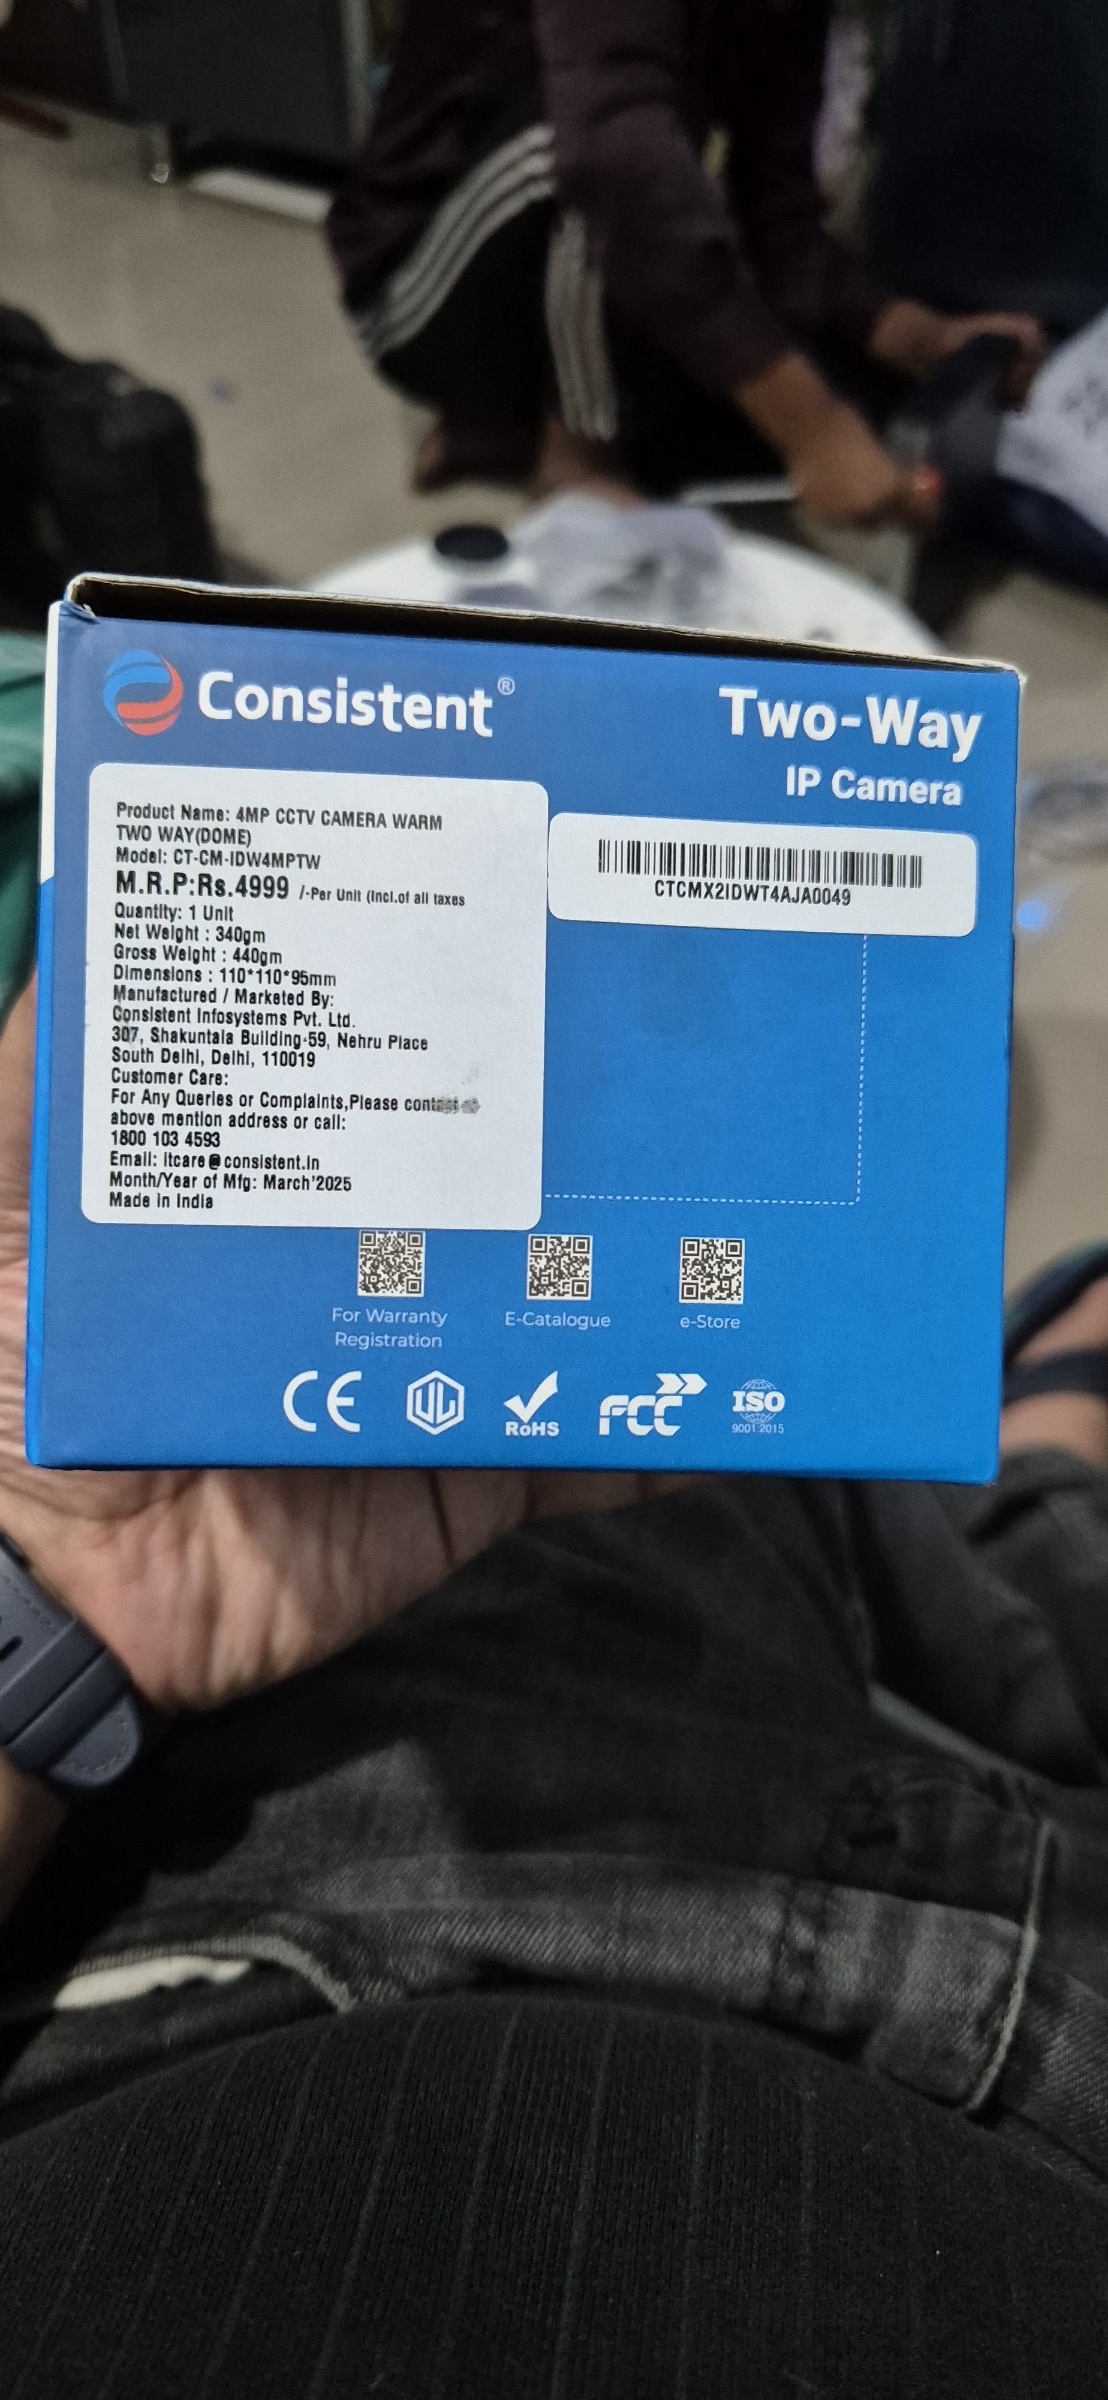 Consistent®
Two-Way
IP Camera
Product Name: 4MP CCTV CAMERA WARM
TWO WAY(DOME)
Model: CT-CM-IDW4MPTW
M.R.P:Rs.4999 /-Per Unit (Incl.of all taxes
Quantity: 1 Unit
Net Weight : 340gm
Gross Weight : 440gm
Dimensions : 110*110*95mm
Manufactured / Marketed By:
Consistent Infosystems Pvt. Ltd.
307, Shakuntala Building-59, Nehru Place
South Delhi, Delhi, 110019
Customer Care:
For Any Queries or Complaints,Please contact
above mention address or call:
1800 103 4593
Email: itcare@consistent.in
Month/Year of Mfg: March'2025
Made in India
CTCMX2IDWT4AJA0049
For Warranty
Registration
E-Catalogue
e-Store
CE
UL
RoHS
FCC
ISO
9001:2015